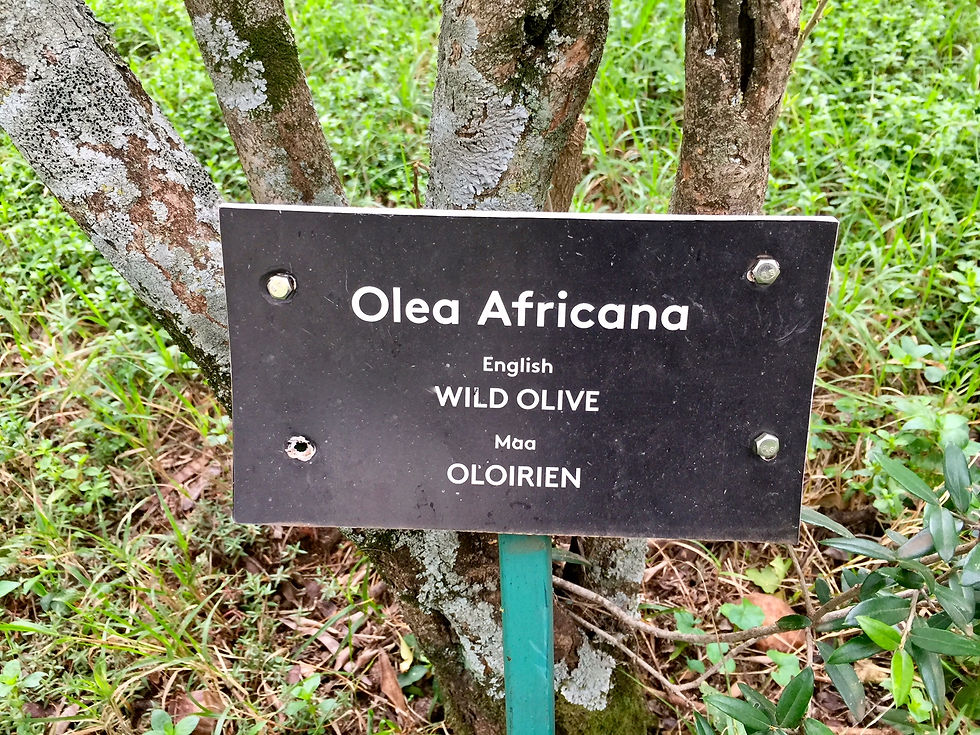 Olea Africana
English
WILD OLIVE
Maa
OLOIRIEN